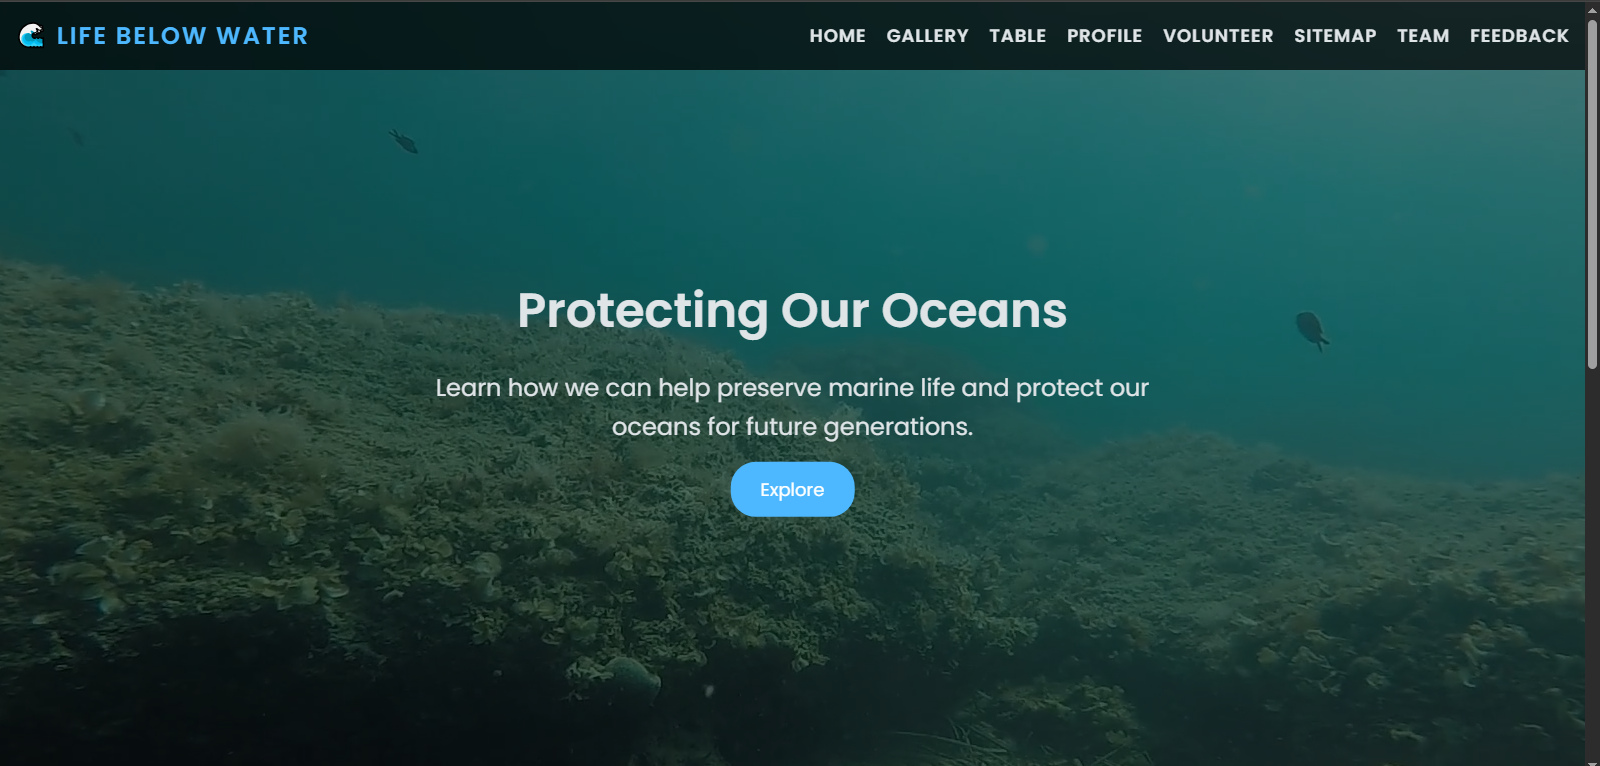 LIFE BELOW WATER
HOME GALLERY TABLE PROFILE VOLUNTEER SITEMAP TEAM FEEDBACK
Protecting Our Oceans
Learn how we can help preserve marine life and protect our
oceans for future generations.
Explore